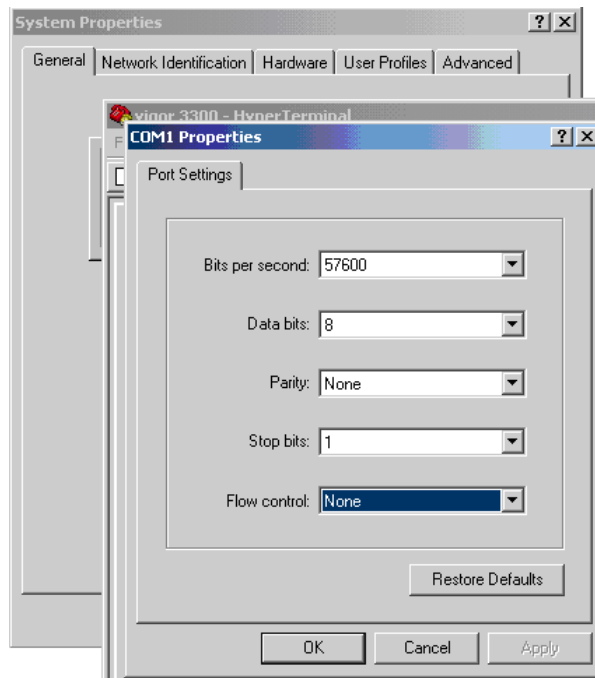 System Properties
General Network Identification Hardware User Profiles Advanced
vigor 3300 - HyperTerminal
F
COM1 Properties
Port Settings
Bits per second: 57600
Data bits: 8
Parity: None
Stop bits: 1
Flow control: None
Restore Defaults
OK Cancel Apply